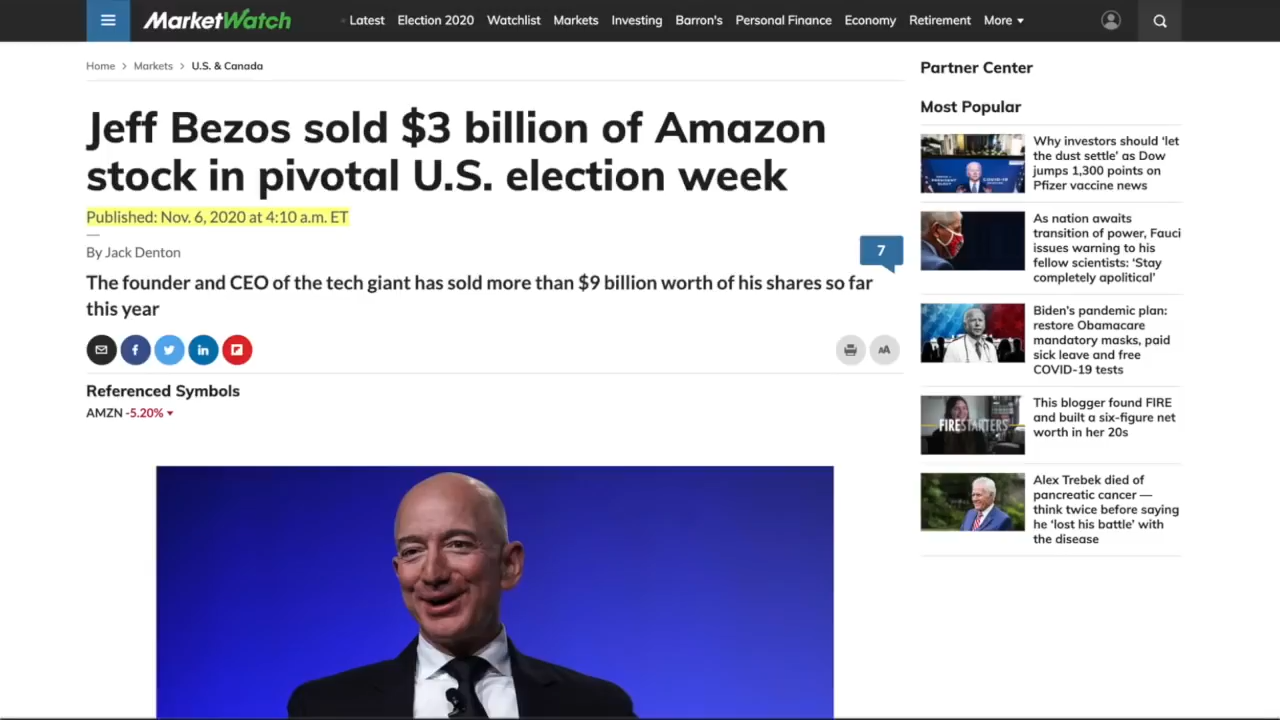 MarketWatch
Latest Election 2020 Watchlist Markets Investing Barron's Personal Finance Economy Retirement More
Home > Markets > U.S. & Canada
Jeff Bezos sold $3 billion of Amazon
stock in pivotal U.S. election week
Published: Nov. 6, 2020 at 4:10 a.m. ET
By Jack Denton
7
The founder and CEO of the tech giant has sold more than $9 billion worth of his shares so far
this year
AA
Referenced Symbols
AMZN -5.20%
Partner Center
Most Popular
Why investors should ‘let
the dust settle’ as Dow
jumps 1,300 points on
Pfizer vaccine news
As nation awaits
transition of power, Fauci
issues warning to his
fellow scientists: ‘Stay
completely apolitical’
Biden’s pandemic plan:
restore Obamacare
mandatory masks, paid
sick leave and free
COVID-19 tests
FIRESTARTERS
This blogger found FIRE
and built a six-figure net
worth in her 20s
Alex Trebek died of
pancreatic cancer —
think twice before saying
he ‘lost his battle’ with
the disease